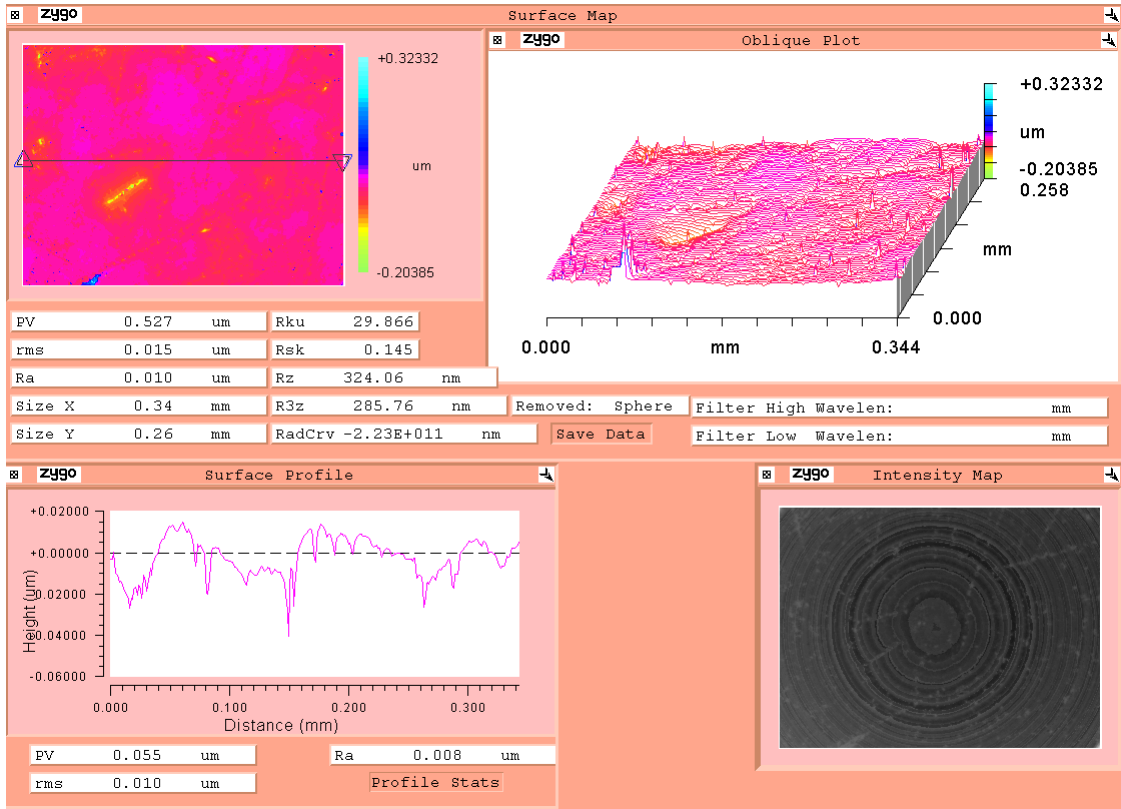 zygo Surface Map
+0.32332
um
-0.20385
zygo Oblique Plot
+0.32332
um
-0.20385
0.258
mm
0.000
0.000 mm 0.344
PV 0.527 um
Rku 29.866
rms 0.015 um
Rsk 0.145
Ra 0.010 um
Rz 324.06 nm
Size X 0.34 mm
R3z 285.76 nm
Removed: Sphere
Filter High Wavelen: mm
Size Y 0.26 mm
RadCrv -2.23E+011 nm
Save Data
Filter Low Wavelen: mm
zygo Surface Profile
+0.02000
+0.00000
-0.02000
-0.04000
-0.06000
Height (um)
0.000 0.100 0.200 0.300
Distance (mm)
PV 0.055 um
Ra 0.008 um
rms 0.010 um
Profile Stats
zygo Intensity Map